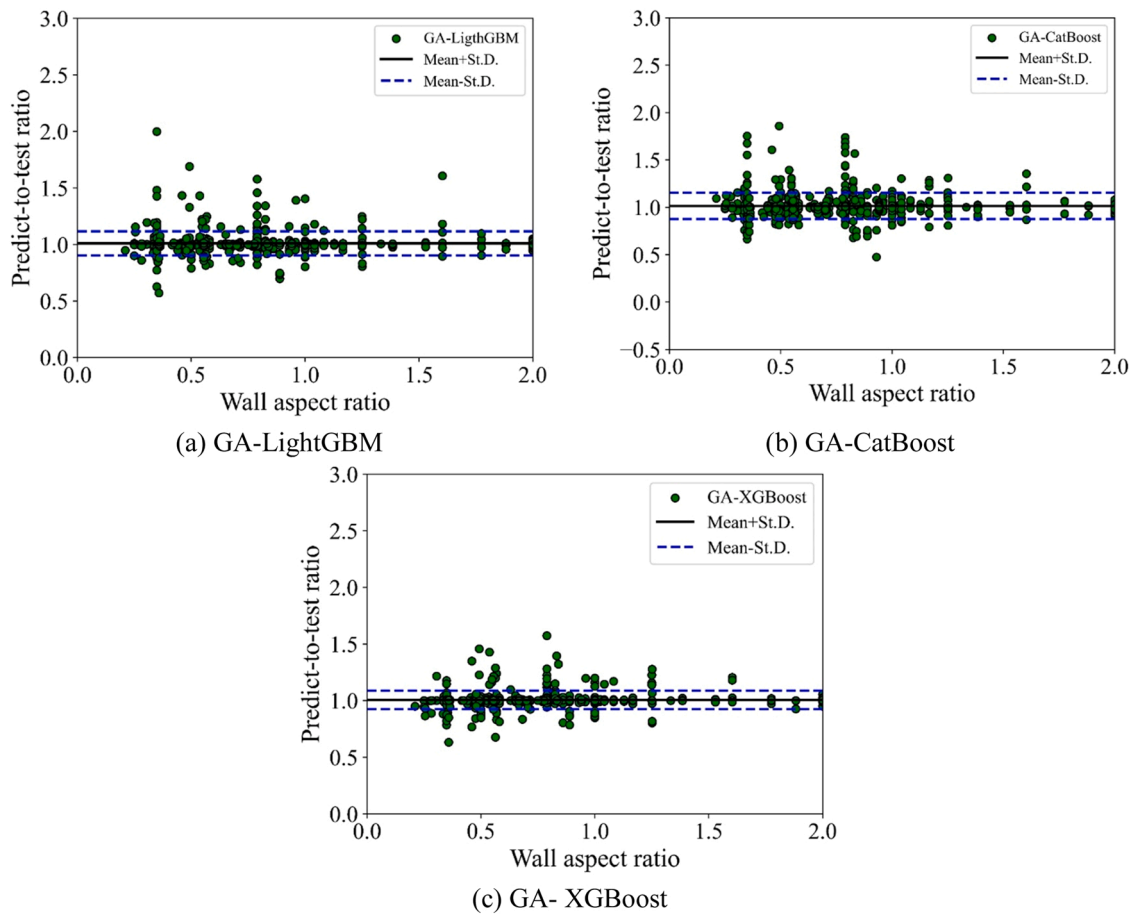 3.0
2.5
2.0
1.5
1.0
0.5
0.0
Predict-to-test ratio
GA-LigthGBM
Mean+St.D.
Mean-St.D.
0.0 0.5 1.0 1.5 2.0
Wall aspect ratio
(a) GA-LightGBM
3.0
2.5
2.0
1.5
1.0
0.5
0.0
−0.5
Predict-to-test ratio
GA-CatBoost
Mean+St.D.
Mean-St.D.
0.0 0.5 1.0 1.5 2.0
Wall aspect ratio
(b) GA-CatBoost
3.0
2.5
2.0
1.5
1.0
0.5
0.0
Predict-to-test ratio
GA-XGBoost
Mean+St.D.
Mean-St.D.
0.0 0.5 1.0 1.5 2.0
Wall aspect ratio
(c) GA- XGBoost